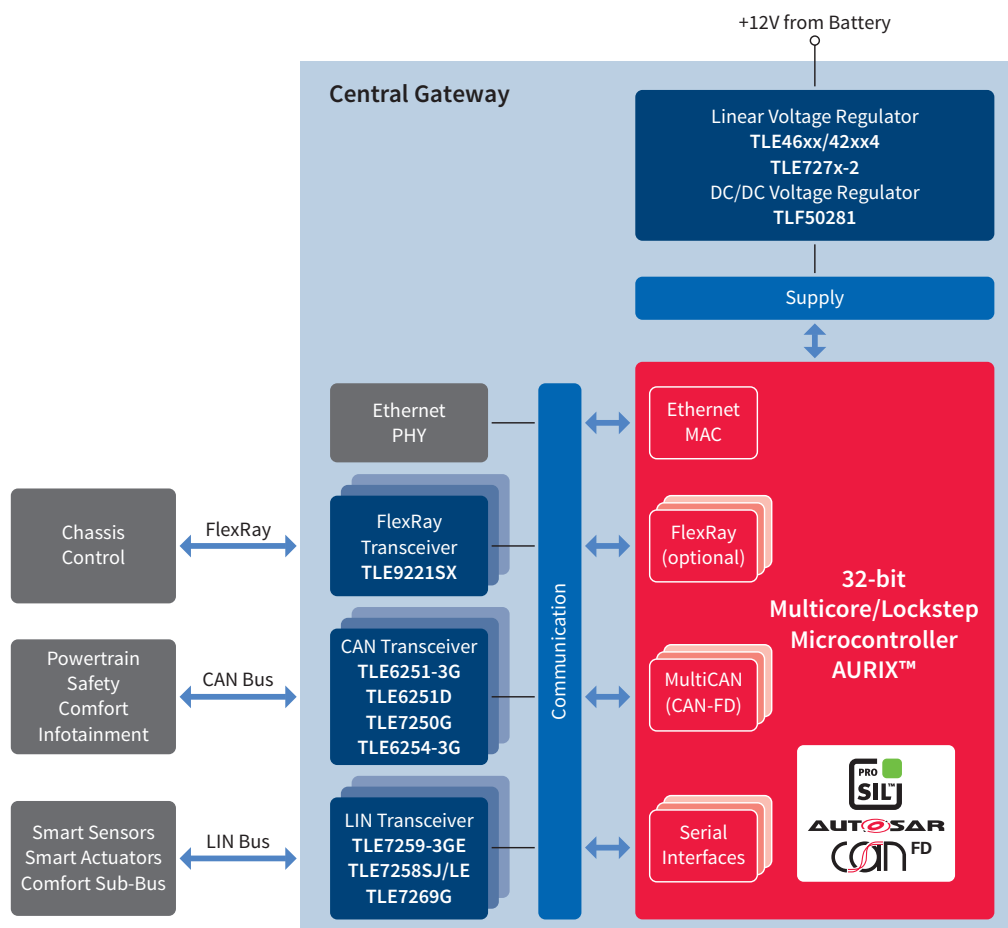 +12V from Battery
Central Gateway
Linear Voltage Regulator
TLE46xx/42xx4
TLE727x-2
DC/DC Voltage Regulator
TLF50281
Supply
Ethernet
PHY
Communication
Ethernet
MAC
Chassis
Control
FlexRay
FlexRay
Transceiver
TLE9221SX
FlexRay
(optional)
32-bit
Multicore/Lockstep
Microcontroller
AURIX™
Powertrain
Safety
Comfort
Infotainment
CAN Bus
CAN Transceiver
TLE6251-3G
TLE6251D
TLE7250G
TLE6254-3G
MultiCAN
(CAN-FD)
Smart Sensors
Smart Actuators
Comfort Sub-Bus
LIN Bus
LIN Transceiver
TLE7259-3GE
TLE7258SJ/LE
TLE7269G
Serial
Interfaces
PRO
SIL™
AUTOSAR
can FD